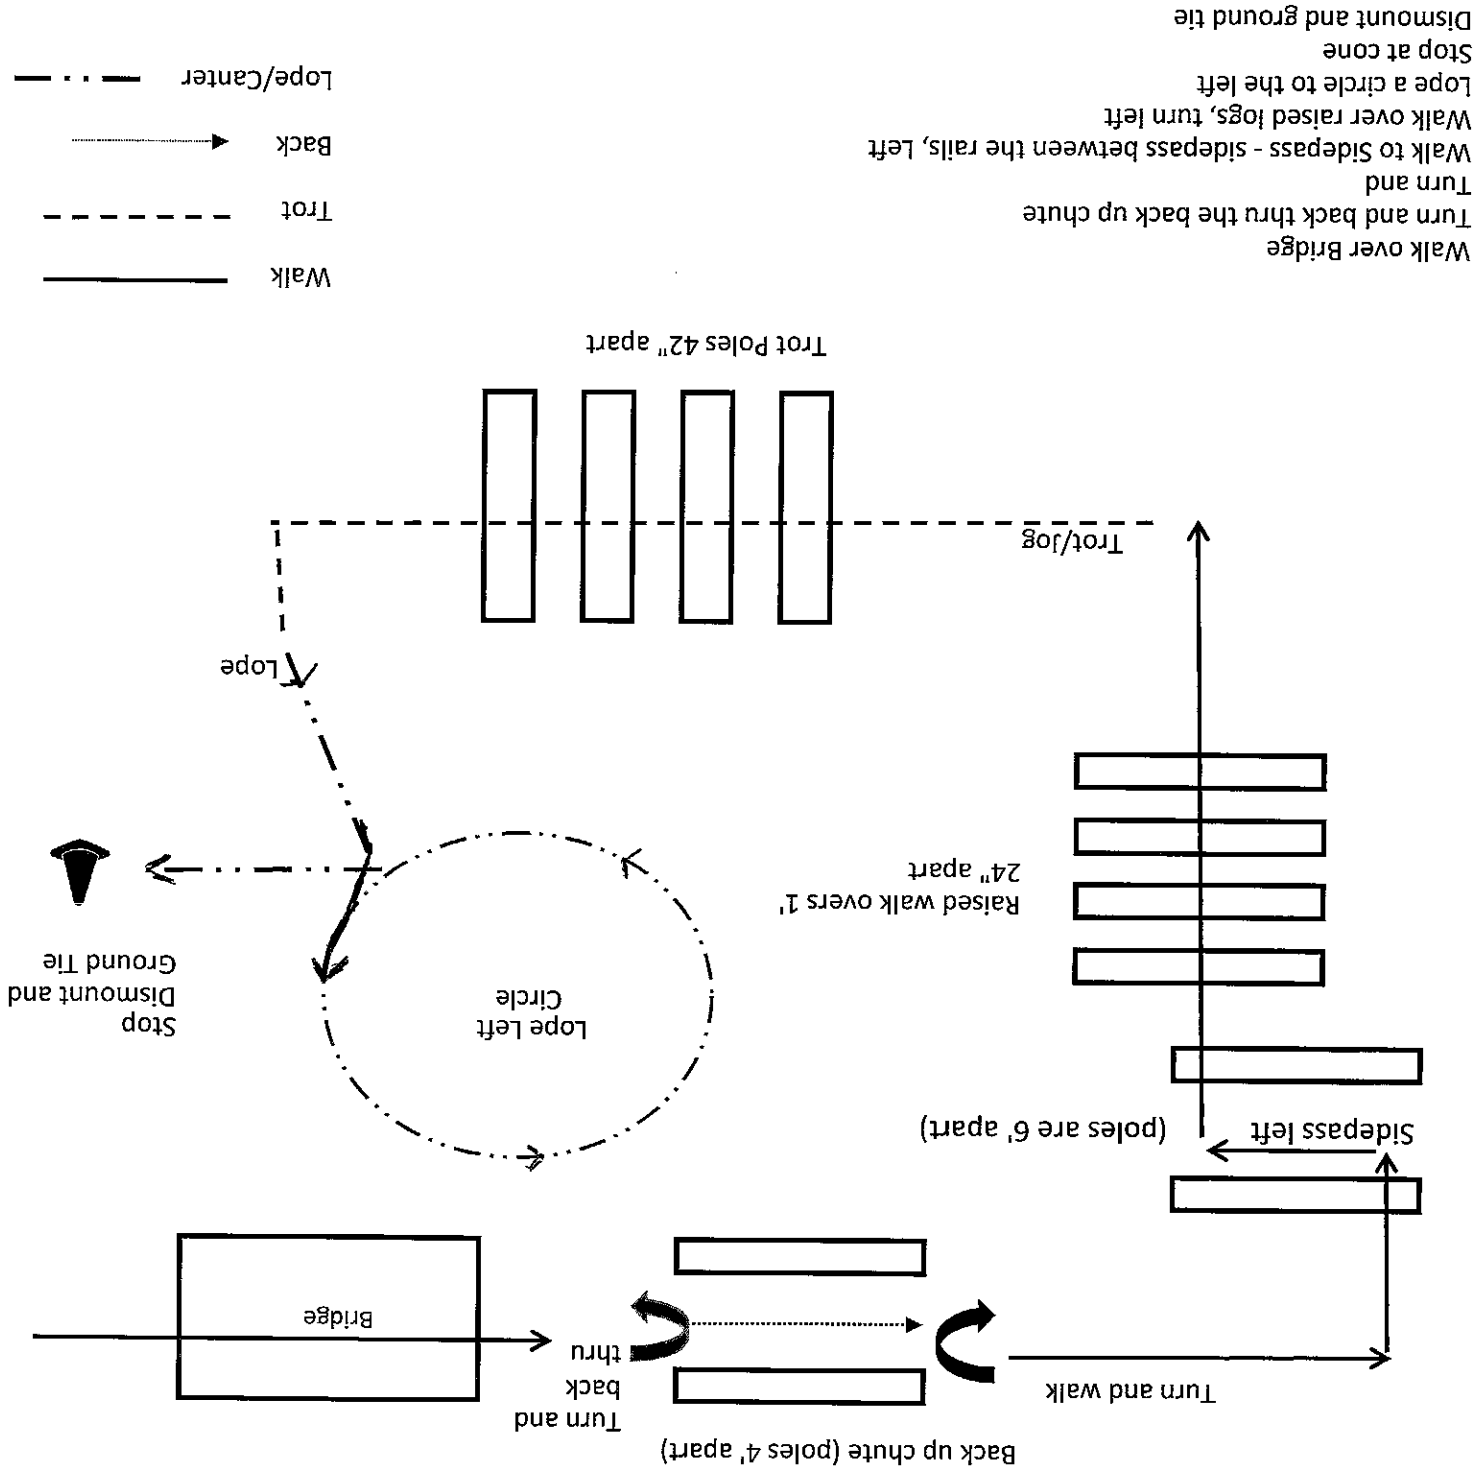 Back up chute (poles 4' apart)
Turn and
back
thru
Turn and walk
Bridge
Sidepass left
(poles are 6' apart)
Lope Left
Circle
Stop
Dismount and
Ground Tie
Raised walk overs 1'
24" apart
Lope
Trot/Jog
Trot Poles 42" apart
Walk over Bridge
Turn and back thru the back up chute
Turn and
Walk to Sidepass - sidepass between the rails, Left
Walk over raised logs, turn left
Lope a circle to the left
Stop at cone
Dismount and ground tie
Walk
Trot
Back
Lope/Canter